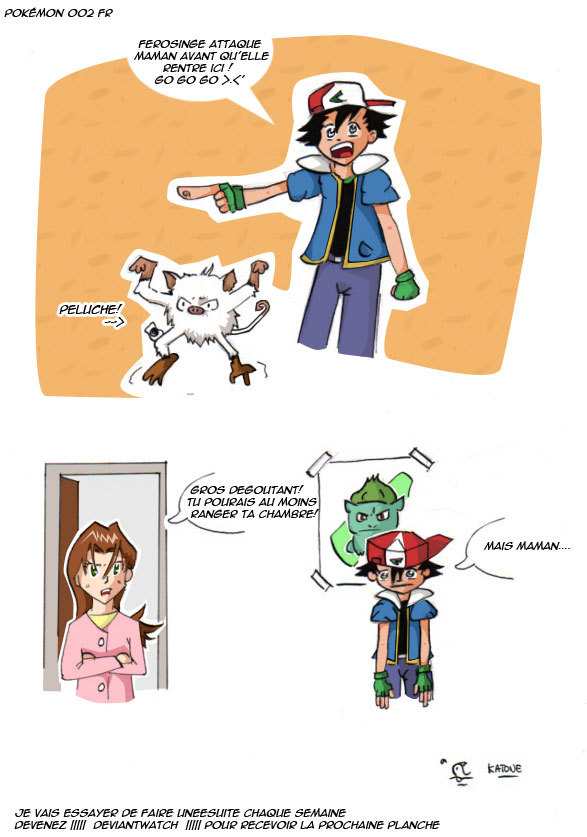 POKÉMON 002 FR
FEROSINGE ATTAQUE
MAMAN AVANT QU'ELLE
RENTRE ICI !
GO GO GO >.<'
PELUCHE!
~~>
GROS DEGOUTANT!
TU POURAIS AU MOINS
RANGER TA CHAMBRE!
MAIS MAMAN....
KATOUE
JE VAIS ESSAYER DE FAIRE UNEESUITE CHAQUE SEMAINE
DEVENEZ ||||| DEVIANTWATCH ||||| POUR RECEVOIR LA PROCHAINE PLANCHE